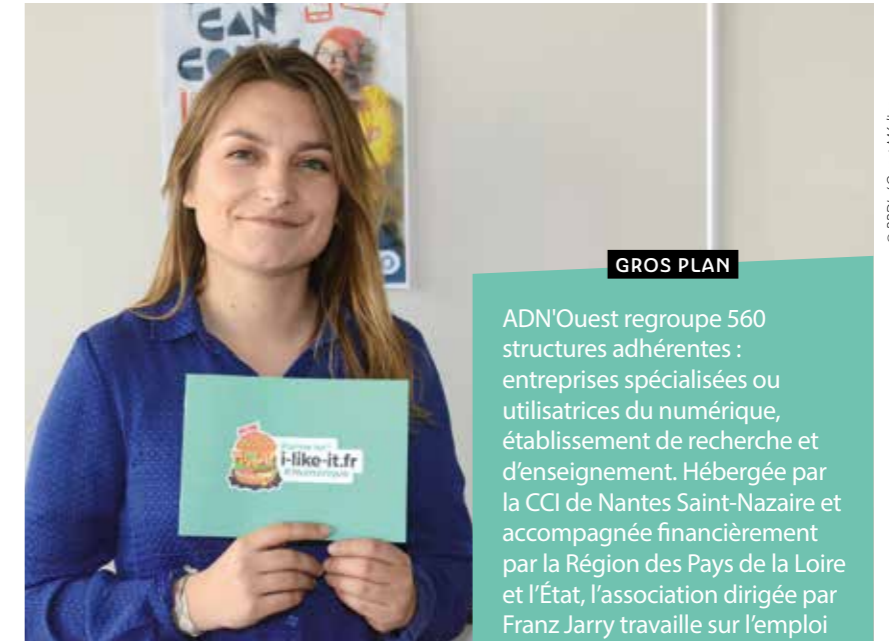 CAN
GROS PLAN
ADN'Ouest regroupe 560
structures adhérentes :
entreprises spécialisées ou
utilisatrices du numérique,
établissement de recherche et
d’enseignement. Hébergée par
la CCI de Nantes Saint-Nazaire et
accompagnée financièrement
par la Région des Pays de la Loire
et l’État, l’association dirigée par
Franz Jarry travaille sur l’emploi
i-like-it.fr